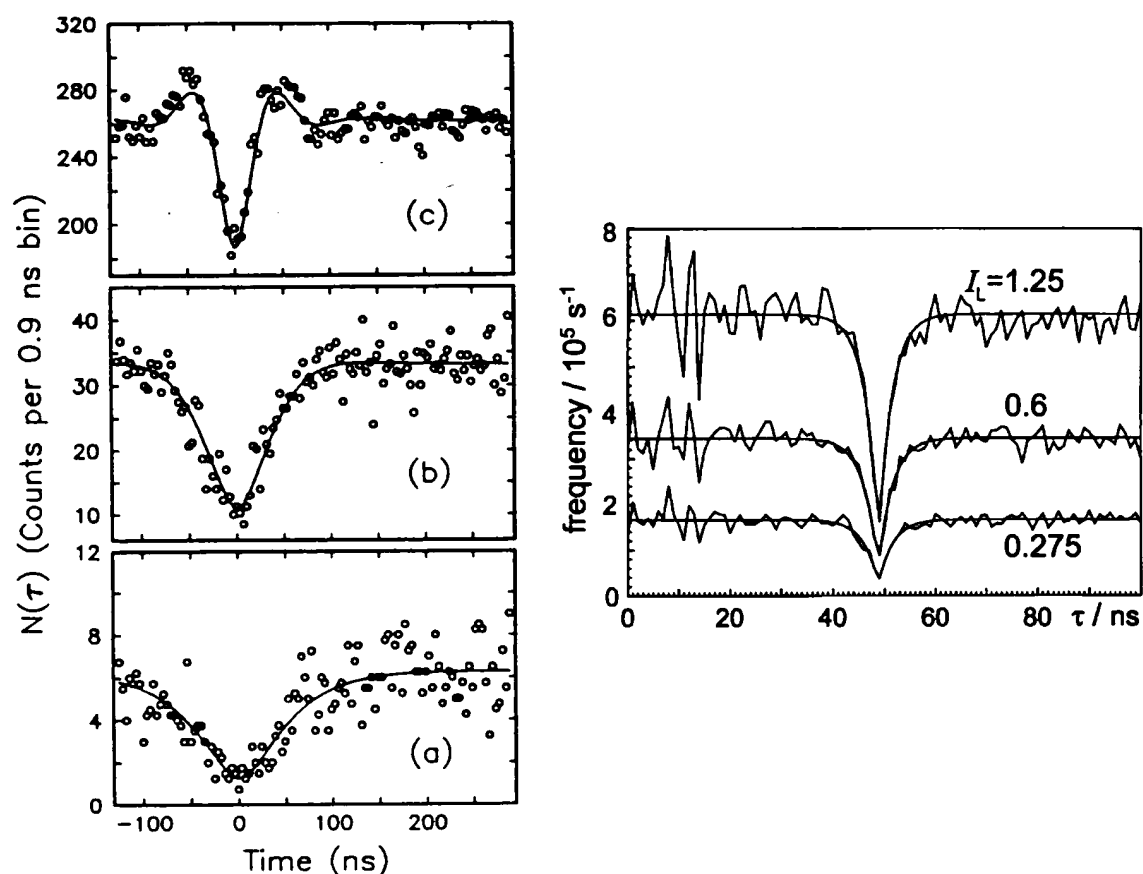 N(τ) (Counts per 0.9 ns bin)
320
280
240
200
(c)
40
30
20
10
(b)
12
8
4
0
(a)
-100 0 100 200
Time (ns)
frequency / 10⁵ s⁻¹
8
6
4
2
0
I_L=1.25
0.6
0.275
0 20 40 60 80 τ / ns